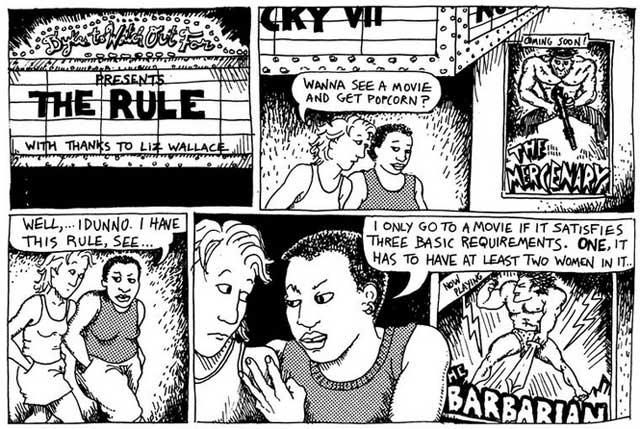 Dykes to Watch Out For
PRESENTS
THE RULE
WITH THANKS TO LIZ WALLACE
CKY VII
WANNA SEE A MOVIE
AND GET POPCORN?
COMING SOON!
THE
MERCENARY
WELL,... I DUNNO. I HAVE
THIS RULE, SEE...
I ONLY GO TO A MOVIE IF IT SATISFIES
THREE BASIC REQUIREMENTS. ONE, IT
HAS TO HAVE AT LEAST TWO WOMEN IN IT..
NOW
PLAYING
THE
BARBARIAN